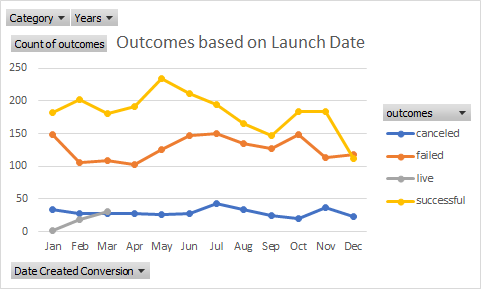 Category Years
Count of outcomes
Outcomes based on Launch Date
250
200
150
100
50
0
Jan Feb Mar Apr May Jun Jul Aug Sep Oct Nov Dec
outcomes
canceled
failed
live
successful
Date Created Conversion